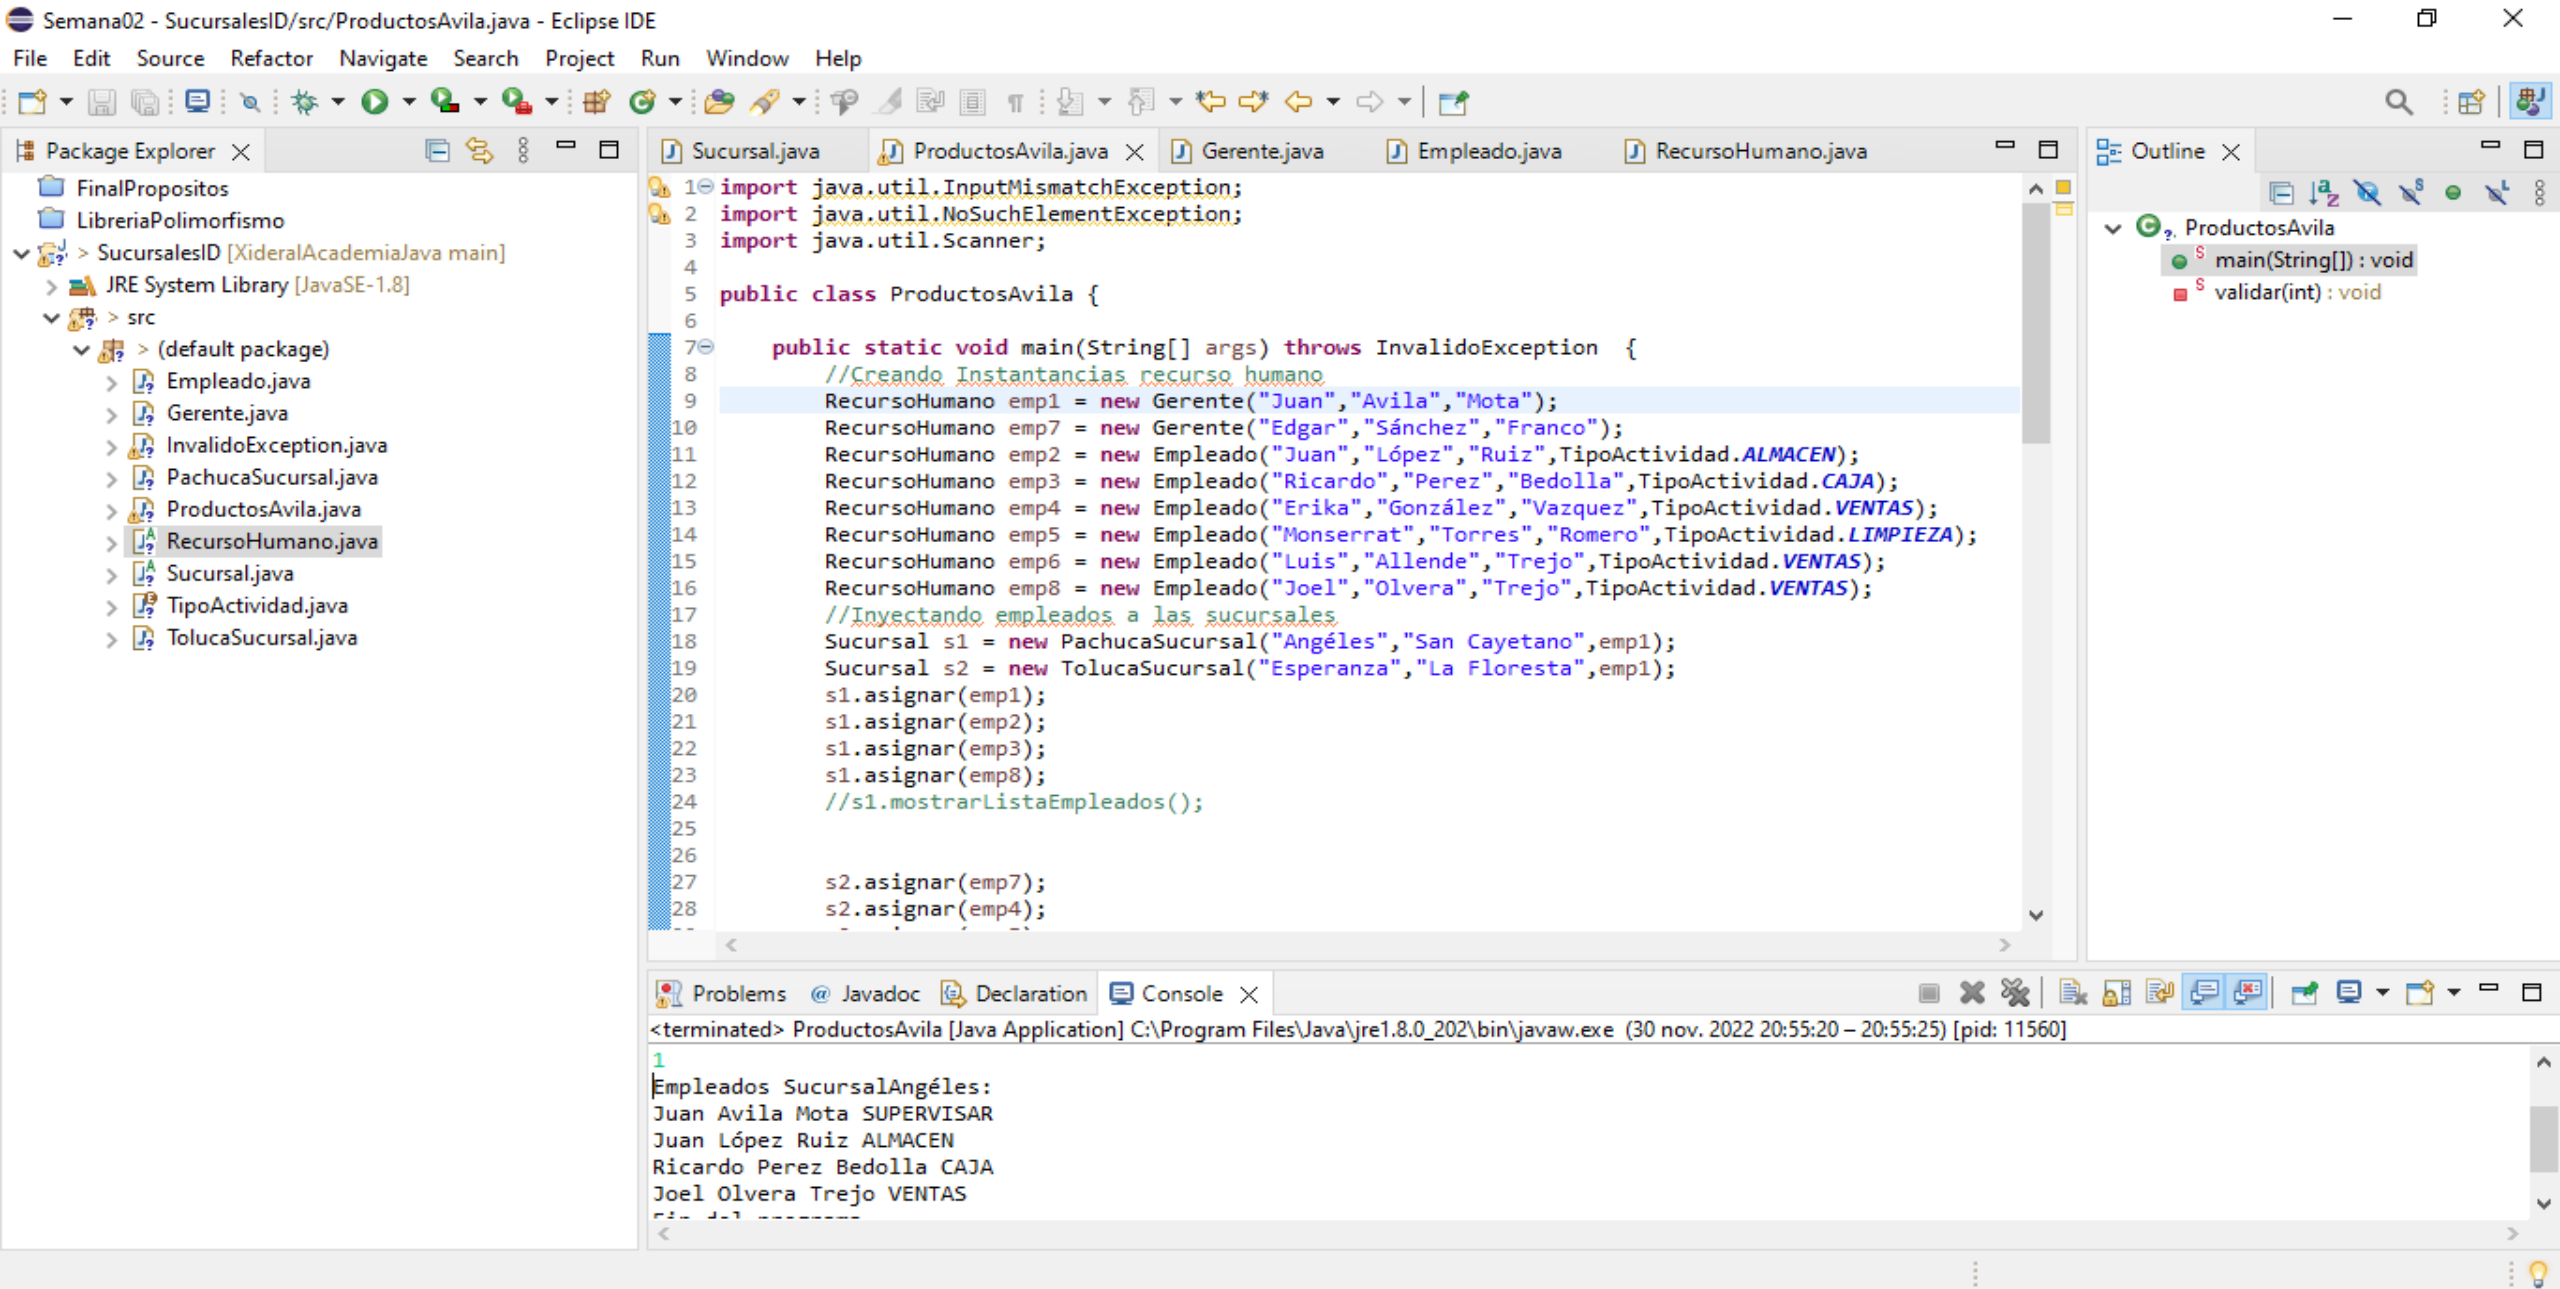 Semana02 - SucursalesID/src/ProductosAvila.java - Eclipse IDE
File Edit Source Refactor Navigate Search Project Run Window Help
Package Explorer
FinalPropositos
LibreriaPolimorfismo
> SucursalesID [XideralAcademiaJava main]
JRE System Library [JavaSE-1.8]
> src
> (default package)
Empleado.java
Gerente.java
InvalidoException.java
PachucaSucursal.java
ProductosAvila.java
RecursoHumano.java
Sucursal.java
TipoActividad.java
TolucaSucursal.java
Sucursal.java ProductosAvila.java Gerente.java Empleado.java RecursoHumano.java
1 import java.util.InputMismatchException;
2 import java.util.NoSuchElementException;
3 import java.util.Scanner;
4
5 public class ProductosAvila {
6
7 public static void main(String[] args) throws InvalidoException {
8 //Creando Instantancias recurso humano
9 RecursoHumano emp1 = new Gerente("Juan","Avila","Mota");
10 RecursoHumano emp7 = new Gerente("Edgar","Sánchez","Franco");
11 RecursoHumano emp2 = new Empleado("Juan","López","Ruiz",TipoActividad.ALMACEN);
12 RecursoHumano emp3 = new Empleado("Ricardo","Perez","Bedolla",TipoActividad.CAJA);
13 RecursoHumano emp4 = new Empleado("Erika","González","Vazquez",TipoActividad.VENTAS);
14 RecursoHumano emp5 = new Empleado("Monserrat","Torres","Romero",TipoActividad.LIMPIEZA);
15 RecursoHumano emp6 = new Empleado("Luis","Allende","Trejo",TipoActividad.VENTAS);
16 RecursoHumano emp8 = new Empleado("Joel","Olvera","Trejo",TipoActividad.VENTAS);
17 //Inyectando empleados a las sucursales
18 Sucursal s1 = new PachucaSucursal("Angéles","San Cayetano",emp1);
19 Sucursal s2 = new TolucaSucursal("Esperanza","La Floresta",emp1);
20 s1.asignar(emp1);
21 s1.asignar(emp2);
22 s1.asignar(emp3);
23 s1.asignar(emp8);
24 //s1.mostrarListaEmpleados();
25
26
27 s2.asignar(emp7);
28 s2.asignar(emp4);
Outline
ProductosAvila
main(String[]) : void
validar(int) : void
Problems Javadoc Declaration Console
<terminated> ProductosAvila [Java Application] C:\Program Files\Java\jre1.8.0_202\bin\javaw.exe (30 nov. 2022 20:55:20 – 20:55:25) [pid: 11560]
1
Empleados SucursalAngéles:
Juan Avila Mota SUPERVISAR
Juan López Ruiz ALMACEN
Ricardo Perez Bedolla CAJA
Joel Olvera Trejo VENTAS